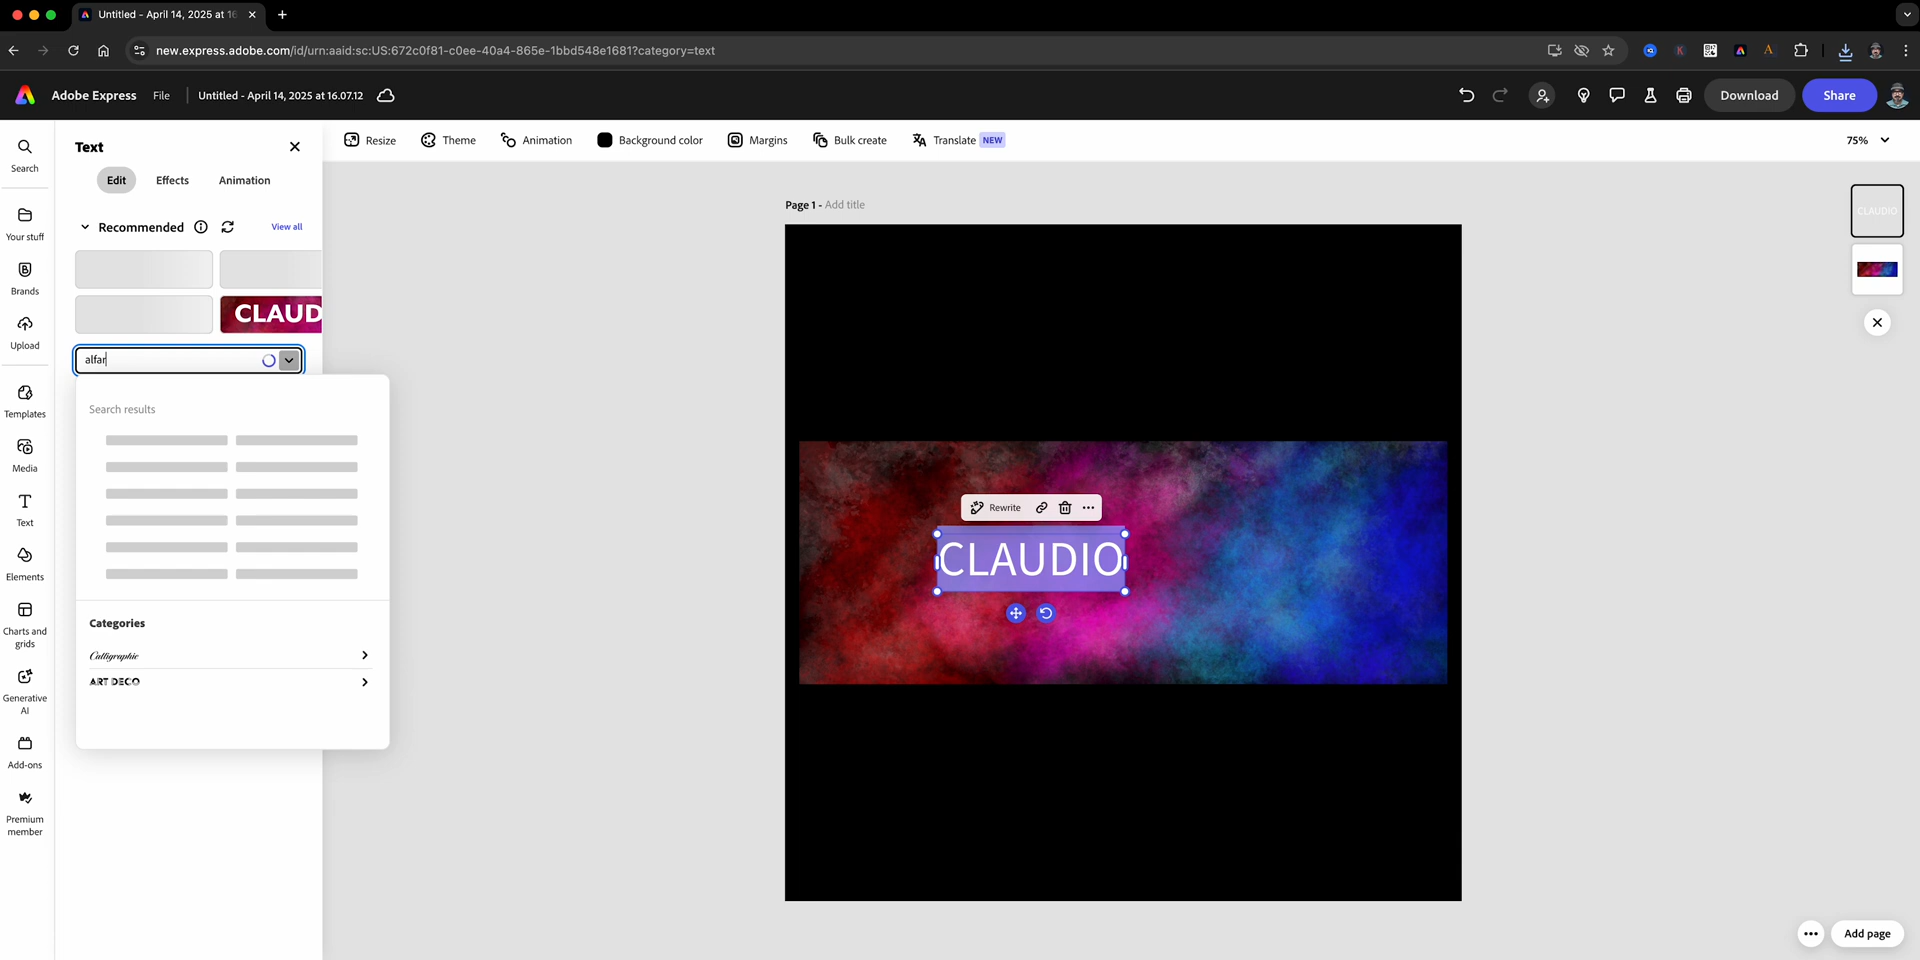 Untitled - April 14, 2025 at 16
new.express.adobe.com/id/urn:aaid:sc:US:672c0f81-c0ee-40a4-865e-1bbd548e1681?category=text
Adobe Express
File
Untitled - April 14, 2025 at 16.07.12
Download
Share
Search
Your stuff
Brands
Upload
Templates
Media
Text
Elements
Charts and
grids
Generative
AI
Add-ons
Premium
member
Text
Edit
Effects
Animation
Recommended
View all
CLAUD
alfar
Search results
Categories
Calligraphic
ART DECO
Resize
Theme
Animation
Background color
Margins
Bulk create
Translate
NEW
75%
Page 1 - Add title
Rewrite
CLAUDIO
CLAUDIO
Add page